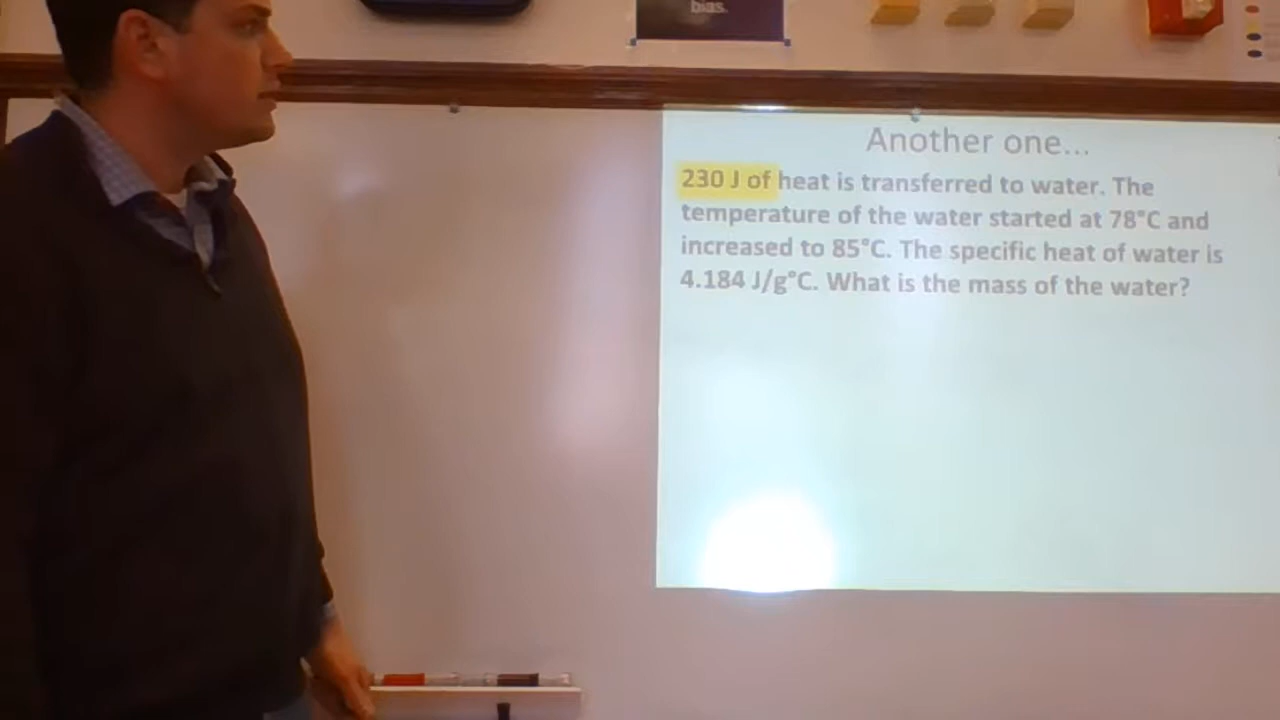 bias.
Another one...
230 J of heat is transferred to water. The
temperature of the water started at 78°C and
increased to 85°C. The specific heat of water is
4.184 J/g°C. What is the mass of the water?